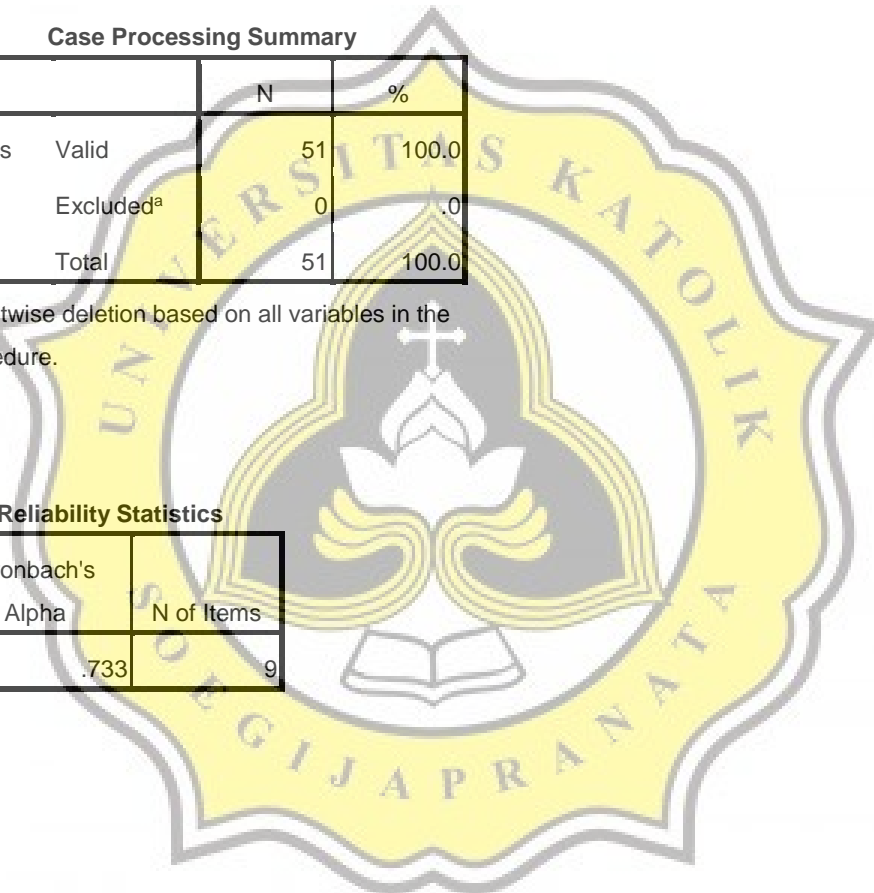 Case Processing Summary
N %
s Valid 51 100.0
Excludedᵃ 0 .0
Total 51 100.0
twise deletion based on all variables in the
edure.
Reliability Statistics
onbach's
Alpha N of Items
.733 9
UNIVERSITAS KATOLIK
SOEGIJAPRANATA